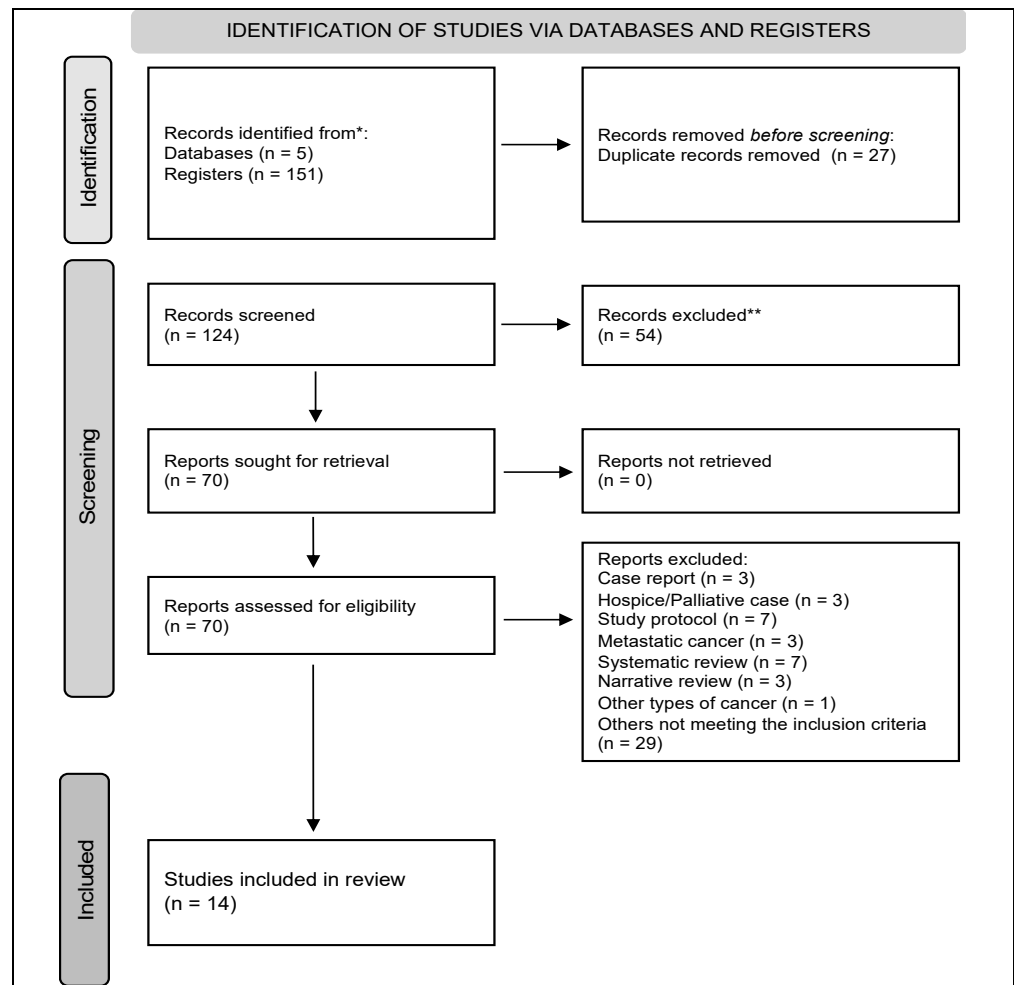 IDENTIFICATION OF STUDIES VIA DATABASES AND REGISTERS
Identification
Records identified from*:
Databases (n = 5)
Registers (n = 151)
Records removed before screening:
Duplicate records removed (n = 27)
Screening
Records screened
(n = 124)
Records excluded**
(n = 54)
Reports sought for retrieval
(n = 70)
Reports not retrieved
(n = 0)
Reports assessed for eligibility
(n = 70)
Reports excluded:
Case report (n = 3)
Hospice/Palliative case (n = 3)
Study protocol (n = 7)
Metastatic cancer (n = 3)
Systematic review (n = 7)
Narrative review (n = 3)
Other types of cancer (n = 1)
Others not meeting the inclusion criteria
(n = 29)
Included
Studies included in review
(n = 14)